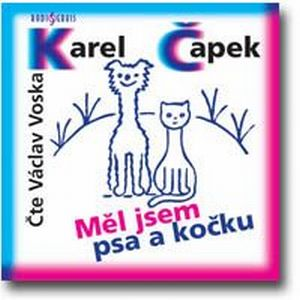 RADIOSERVIS
Karel Čapek
Čte Václav Voska
Měl jsem
psa a kočku